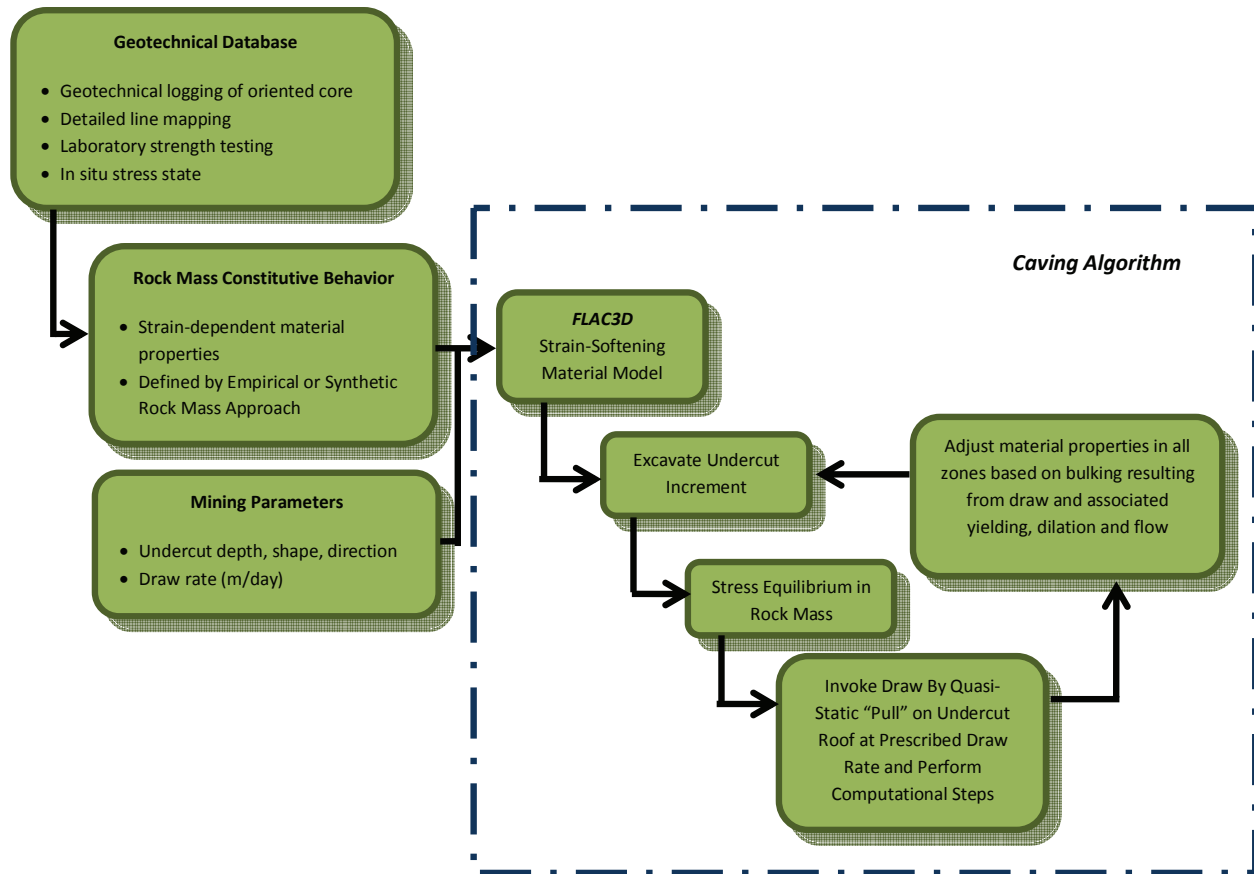 Geotechnical Database
• Geotechnical logging of oriented core
• Detailed line mapping
• Laboratory strength testing
• In situ stress state
Rock Mass Constitutive Behavior
• Strain-dependent material
properties
• Defined by Empirical or Synthetic
Rock Mass Approach
Mining Parameters
• Undercut depth, shape, direction
• Draw rate (m/day)
Caving Algorithm
FLAC3D
Strain-Softening
Material Model
Excavate Undercut
Increment
Stress Equilibrium in
Rock Mass
Invoke Draw By Quasi-
Static “Pull” on Undercut
Roof at Prescribed Draw
Rate and Perform
Computational Steps
Adjust material properties in all
zones based on bulking resulting
from draw and associated
yielding, dilation and flow